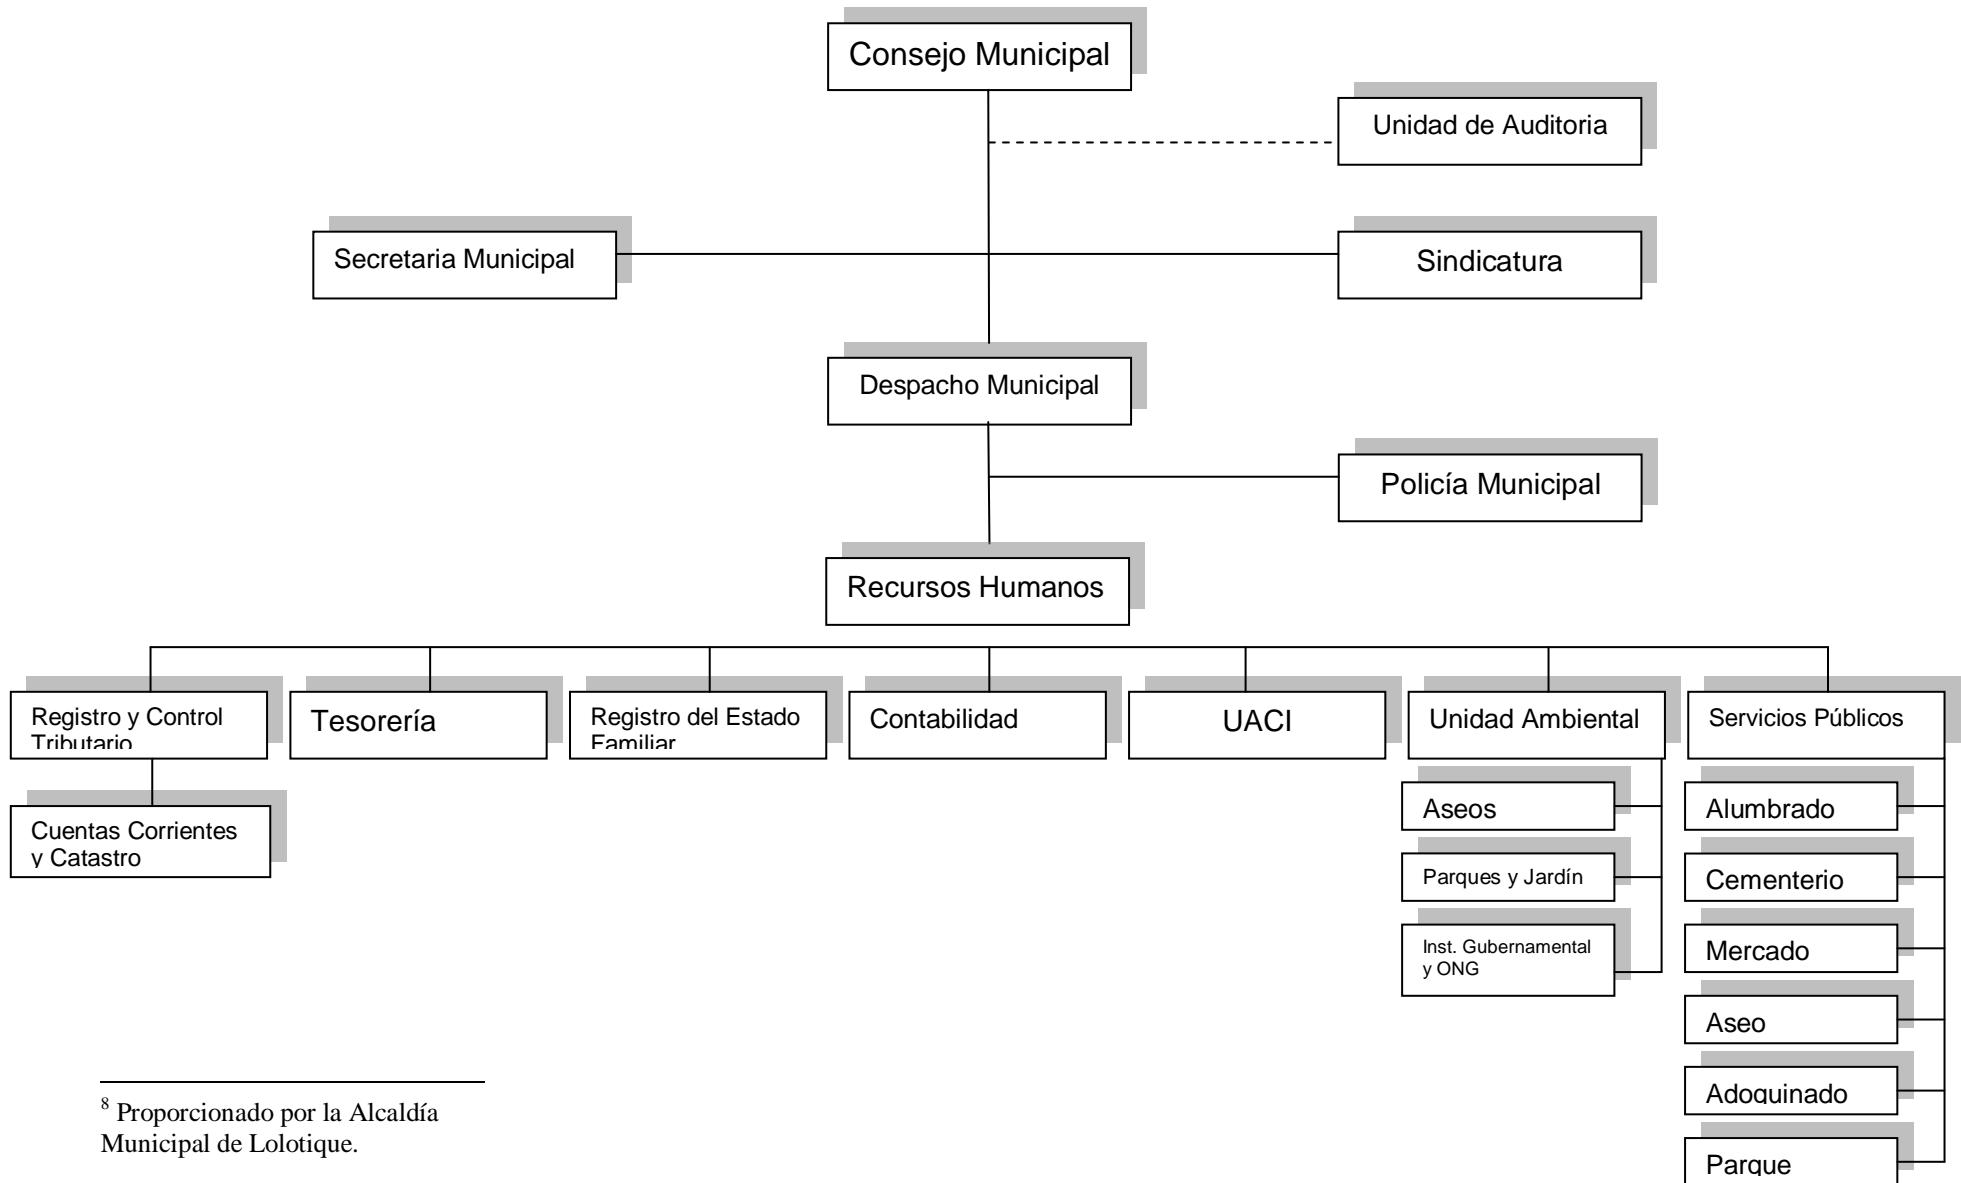 Consejo Municipal
Unidad de Auditoria
Secretaria Municipal
Sindicatura
Despacho Municipal
Policía Municipal
Recursos Humanos
Registro y Control
Tributario
Tesorería
Registro del Estado
Familiar
Contabilidad
UACI
Unidad Ambiental
Servicios Públicos
Cuentas Corrientes
y Catastro
Aseos
Parques y Jardín
Inst. Gubernamental
y ONG
Alumbrado
Cementerio
Mercado
Aseo
Adoquinado
Parque
8 Proporcionado por la Alcaldía
Municipal de Lolotique.